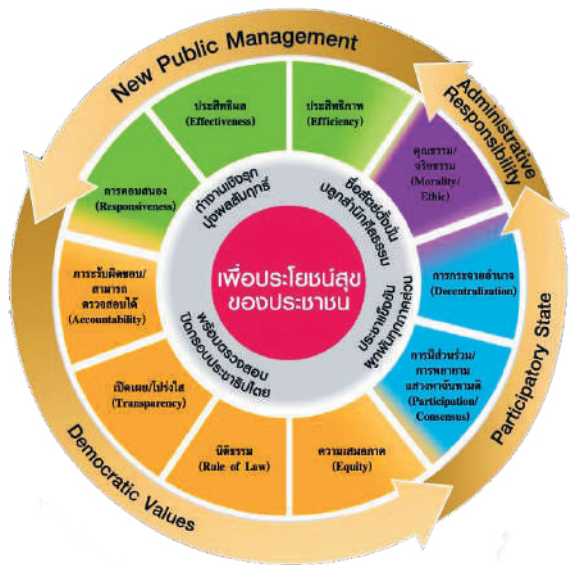 New Public Management
Administrative
Responsibility
Participatory State
Democratic Values
ประสิทธิผล
(Effectiveness)
ประสิทธิภาพ
(Efficiency)
คุณธรรม/
จริยธรรม
(Morality/
Ethic)
การกระจายอำนาจ
(Decentralization)
การมีส่วนร่วม/
การพยายาม
แสวงหาฉันทามติ
(Participation/
Consensus)
ความเสมอภาค
(Equity)
นิติธรรม
(Rule of Law)
เปิดเผย/โปร่งใส
(Transparency)
ภาระรับผิดชอบ/
สามารถ
ตรวจสอบได้
(Accountability)
การตอบสนอง
(Responsiveness)
ทำงานเชิงรุก
มุ่งผลสัมฤทธิ์
ซื่อสัตย์ตั้งมั่น
ปลูกสำนึกศีลธรรม
ประชาแข็งขัน
ผูกพันทุกภาคส่วน
พร้อมตรวจสอบ
ปิดกรอบประชาธิปไตย
เพื่อประโยชน์สุข
ของประชาชน